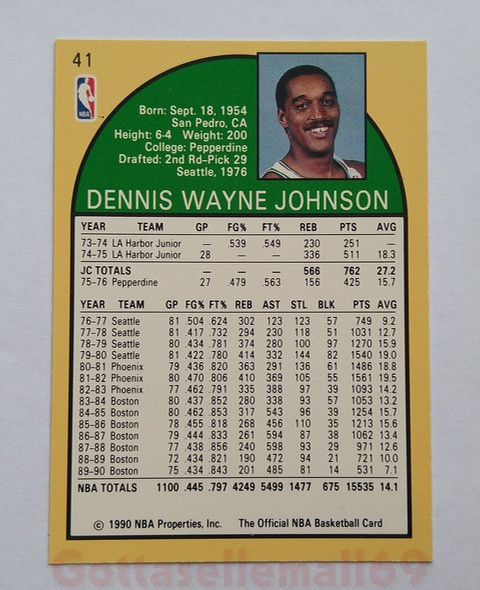 41
NBA
Born: Sept. 18, 1954
San Pedro, CA
Height: 6-4 Weight: 200
College: Pepperdine
Drafted: 2nd Rd-Pick 29
Seattle, 1976
DENNIS WAYNE JOHNSON
YEAR TEAM GP FG% FT% REB PTS AVG
73-74 LA Harbor Junior — .539 .549 230 251 —
74-75 LA Harbor Junior 28 — — 336 511 18.3
JC TOTALS — — — 566 762 27.2
75-76 Pepperdine 27 .479 .563 156 425 15.7
YEAR TEAM GP FG% FT% REB AST STL BLK PTS AVG
76-77 Seattle 81 .504 .624 302 123 123 57 749 9.2
77-78 Seattle 81 .417 .732 294 230 118 51 1031 12.7
78-79 Seattle 80 .434 .781 374 280 100 97 1270 15.9
79-80 Seattle 81 .422 .780 414 332 144 82 1540 19.0
80-81 Phoenix 79 .436 .820 363 291 136 61 1486 18.8
81-82 Phoenix 80 .470 .806 410 369 105 55 1561 19.5
82-83 Phoenix 77 .462 .791 335 388 97 39 1093 14.2
83-84 Boston 80 .437 .852 280 338 93 57 1053 13.2
84-85 Boston 80 .462 .853 317 543 96 39 1254 15.7
85-86 Boston 78 .455 .818 268 456 110 35 1213 15.6
86-87 Boston 79 .444 .833 261 594 87 38 1062 13.4
87-88 Boston 77 .438 .856 240 598 93 29 971 12.6
88-89 Boston 72 .434 .821 190 472 94 21 721 10.0
89-90 Boston 75 .434 .843 201 485 81 14 531 7.1
NBA TOTALS 1100 .445 .797 4249 5499 1477 675 15535 14.1
© 1990 NBA Properties, Inc. The Official NBA Basketball Card
Gottasellemall69